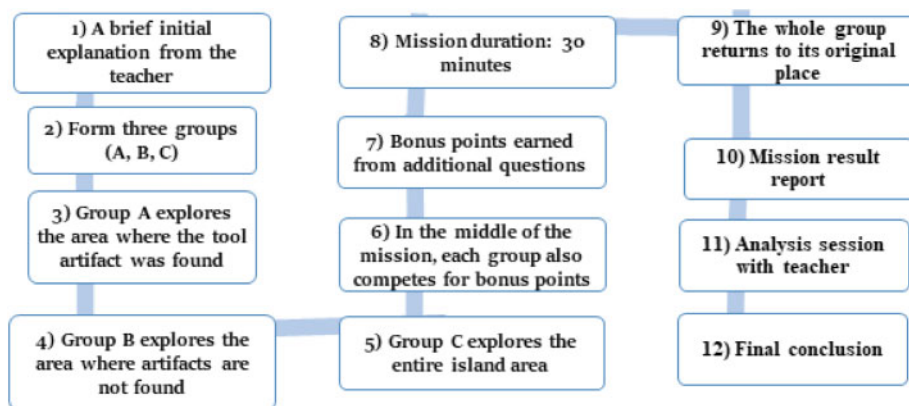 1) A brief initial
explanation from the
teacher
2) Form three groups
(A, B, C)
3) Group A explores
the area where the tool
artifact was found
4) Group B explores the
area where artifacts are
not found
5) Group C explores the
entire island area
6) In the middle of the
mission, each group also
competes for bonus points
7) Bonus points earned
from additional questions
8) Mission duration: 30
minutes
9) The whole group
returns to its original
place
10) Mission result
report
11) Analysis session
with teacher
12) Final conclusion